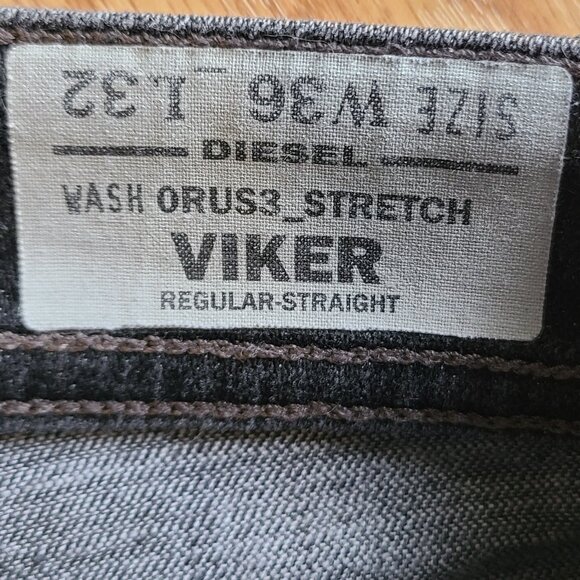 SIZE W36 L32
DIESEL
WASH 0RUS3_STRETCH
VIKER
REGULAR-STRAIGHT